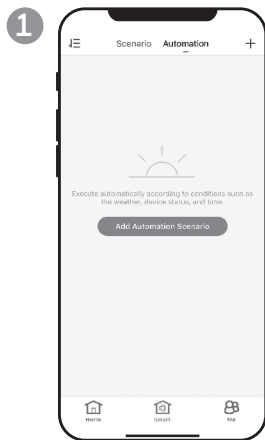 1
Scenario Automation +
Execute automatically according to conditions such as
the weather, device status, and time.
Add Automation Scenario
Home Smart Me